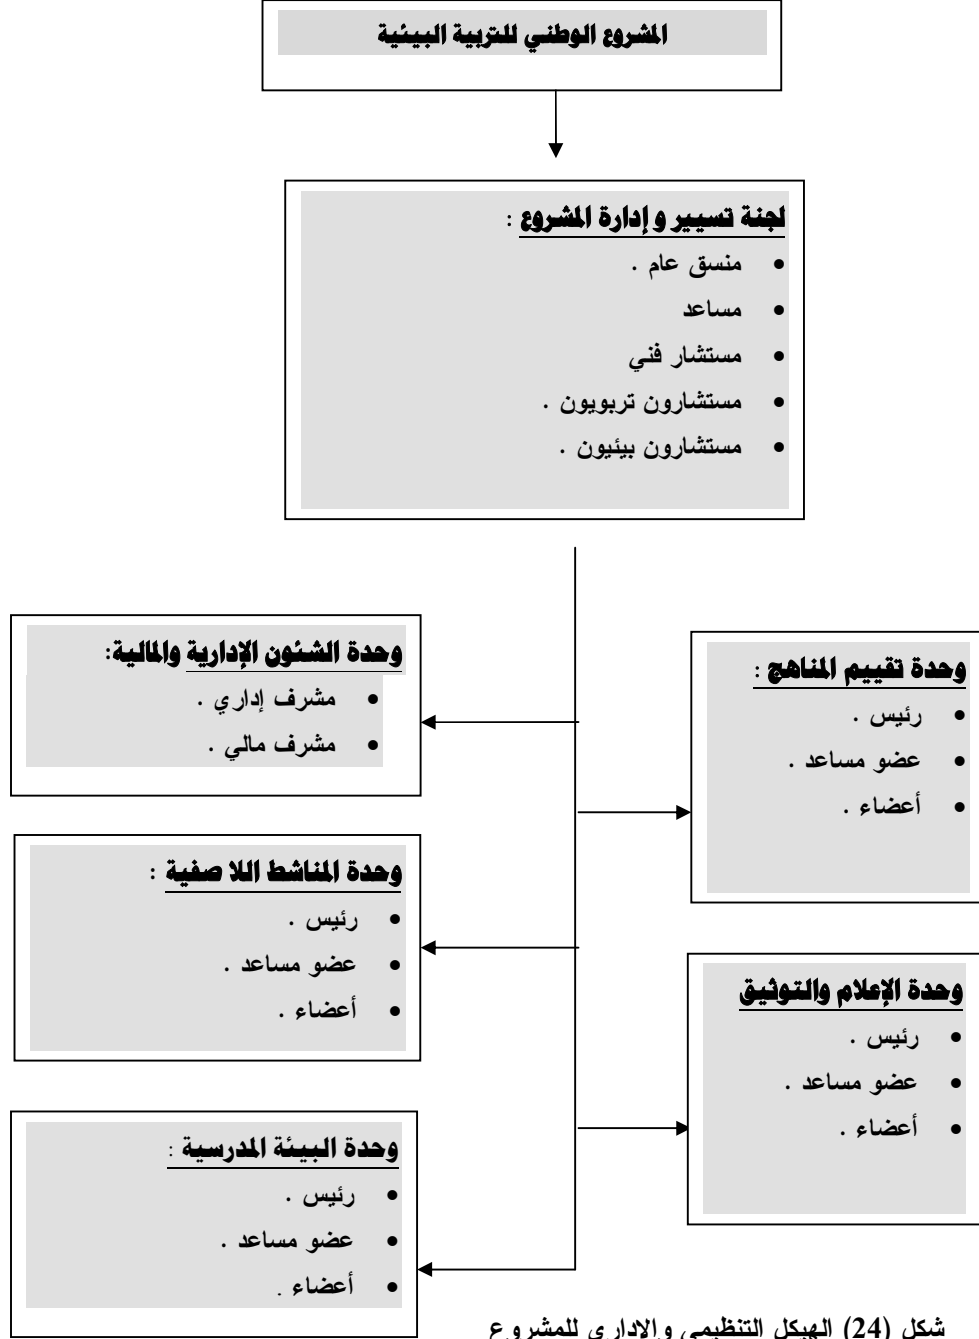 المشروع الوطني للتربية البيئية
لجنة تسيير و إدارة المشروع :
• منسق عام .
• مساعد
• مستشار فني
• مستشارون تربويون .
• مستشارون بيئيون .
وحدة تقييم المناهج :
• رئيس .
• عضو مساعد .
• أعضاء .
وحدة الشئون الإدارية والمالية:
• مشرف إداري .
• مشرف مالي .
وحدة المناشط اللا صفية :
• رئيس .
• عضو مساعد .
• أعضاء .
وحدة الإعلام والتوثيق
• رئيس .
• عضو مساعد .
• أعضاء .
وحدة البيئة المدرسية :
• رئيس .
• عضو مساعد .
• أعضاء .
شكل (24) الهيكل التنظيمي والإداري للمشروع